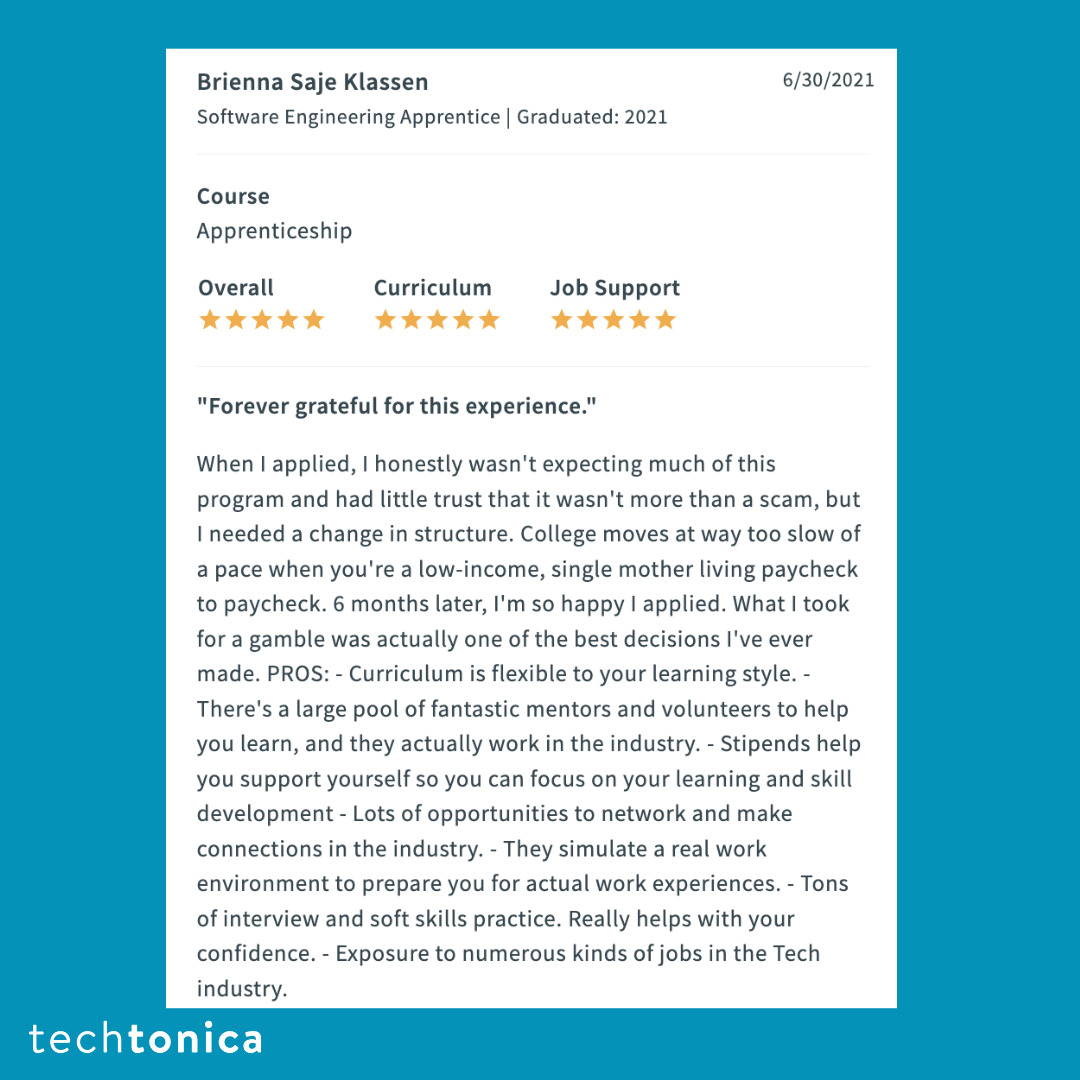 Brienna Saje Klassen
6/30/2021
Software Engineering Apprentice | Graduated: 2021
Course
Apprenticeship
Overall Curriculum Job Support
"Forever grateful for this experience."
When I applied, I honestly wasn't expecting much of this
program and had little trust that it wasn't more than a scam, but
I needed a change in structure. College moves at way too slow of
a pace when you're a low-income, single mother living paycheck
to paycheck. 6 months later, I'm so happy I applied. What I took
for a gamble was actually one of the best decisions I've ever
made. PROS: - Curriculum is flexible to your learning style. -
There's a large pool of fantastic mentors and volunteers to help
you learn, and they actually work in the industry. - Stipends help
you support yourself so you can focus on your learning and skill
development - Lots of opportunities to network and make
connections in the industry. - They simulate a real work
environment to prepare you for actual work experiences. - Tons
of interview and soft skills practice. Really helps with your
confidence. - Exposure to numerous kinds of jobs in the Tech
industry.
techtonica